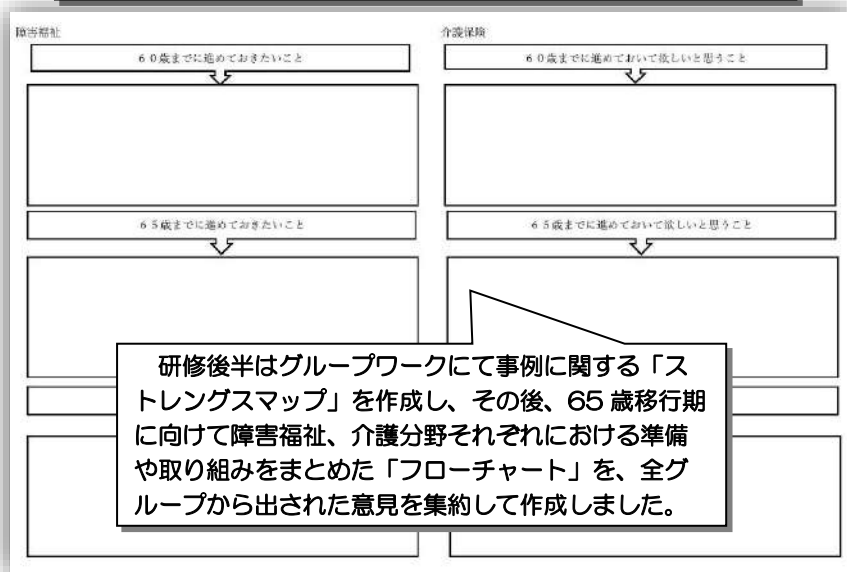 障害福祉
介護保険
60歳までに進めておきたいこと
60歳までに進めておいて欲しいと思うこと
65歳までに進めておきたいこと
65歳までに進めておいて欲しいと思うこと
研修後半はグループワークにて事例に関する「ス
トレングスマップ」を作成し、その後、65歳移行期
に向けて障害福祉、介護分野それぞれにおける準備
や取り組みをまとめた「フローチャート」を、全グ
ループから出された意見を集約して作成しました。